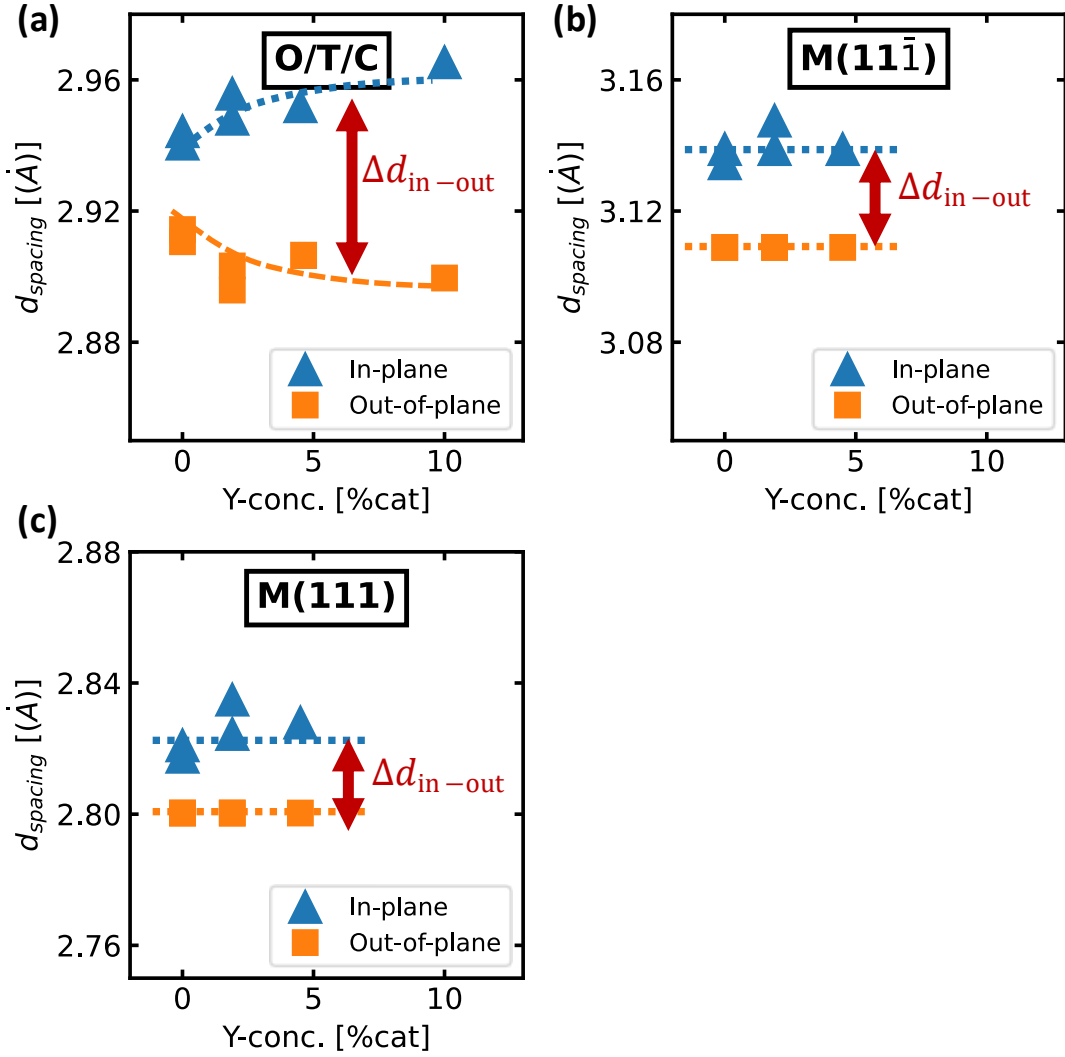 (a)
O/T/C
2.96
2.92
2.88
d_spacing [(Å)]
Δd_in−out
In-plane
Out-of-plane
0 5 10
Y-conc. [%cat]
(b)
M(111̄)
3.16
3.12
3.08
d_spacing [(Å)]
Δd_in−out
In-plane
Out-of-plane
0 5 10
Y-conc. [%cat]
(c)
M(111)
2.88
2.84
2.80
2.76
d_spacing [(Å)]
Δd_in−out
In-plane
Out-of-plane
0 5 10
Y-conc. [%cat]